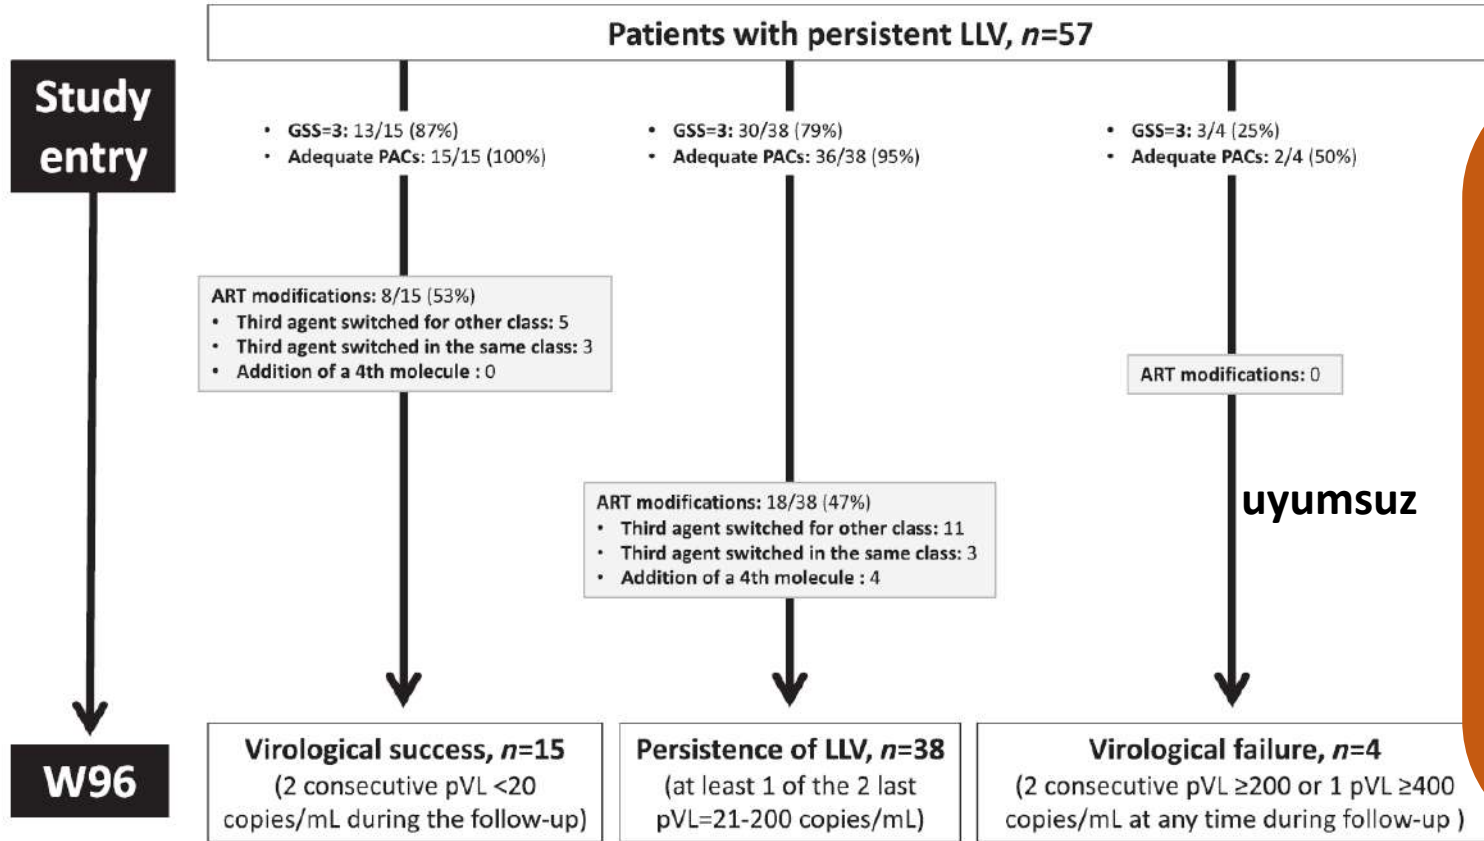 Patients with persistent LLV, n=57
Study
entry
• GSS=3: 13/15 (87%)
• Adequate PACs: 15/15 (100%)
• GSS=3: 30/38 (79%)
• Adequate PACs: 36/38 (95%)
• GSS=3: 3/4 (25%)
• Adequate PACs: 2/4 (50%)
ART modifications: 8/15 (53%)
• Third agent switched for other class: 5
• Third agent switched in the same class: 3
• Addition of a 4th molecule : 0
ART modifications: 0
ART modifications: 18/38 (47%)
• Third agent switched for other class: 11
• Third agent switched in the same class: 3
• Addition of a 4th molecule : 4
uyumsuz
W96
Virological success, n=15
(2 consecutive pVL <20
copies/mL during the follow-up)
Persistence of LLV, n=38
(at least 1 of the 2 last
pVL=21-200 copies/mL)
Virological failure, n=4
(2 consecutive pVL ≥200 or 1 pVL ≥400
copies/mL at any time during follow-up )